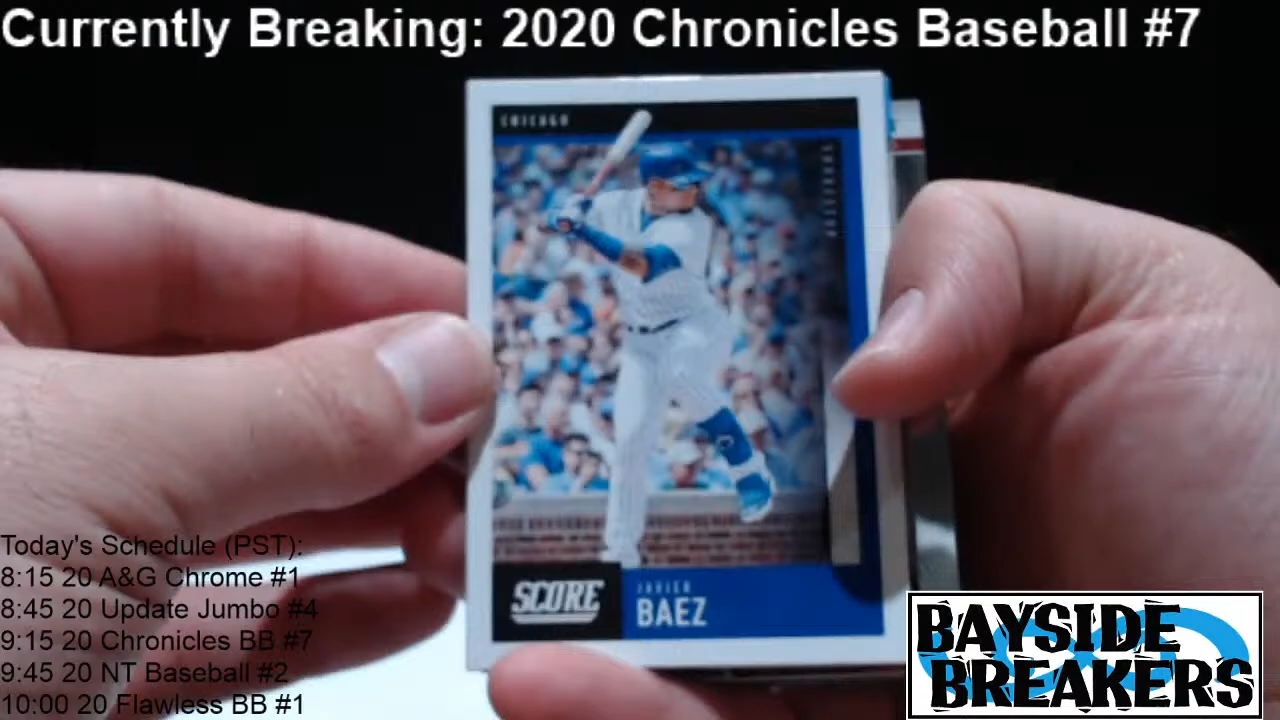 Currently Breaking: 2020 Chronicles Baseball #7
CHICAGO
SCORE
JAVIER
BAEZ
Today's Schedule (PST):
8:15 20 A&G Chrome #1
8:45 20 Update Jumbo #4
9:15 20 Chronicles BB #7
9:45 20 NT Baseball #2
10:00 20 Flawless BB #1
BAYSIDE
BREAKERS